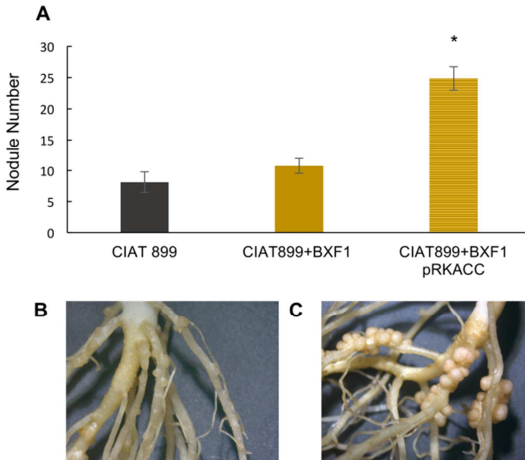 A
*
30
25
20
15
10
5
0
Nodule Number
CIAT 899
CIAT899+BXF1
CIAT899+BXF1
pRKACC
B
C